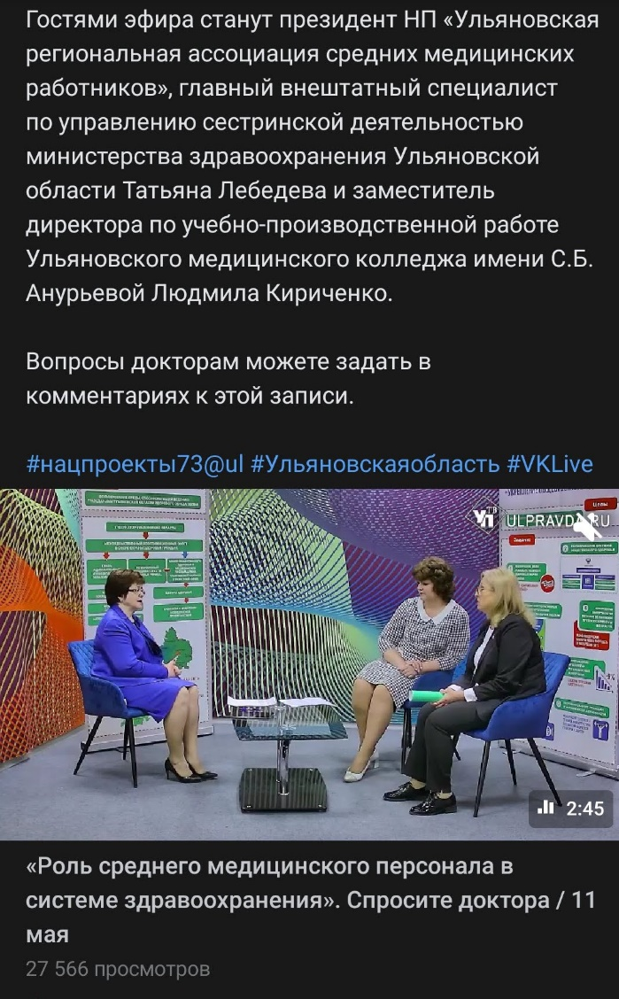 Гостями эфира станут президент НП «Ульяновская
региональная ассоциация средних медицинских
работников», главный внештатный специалист
по управлению сестринской деятельностью
министерства здравоохранения Ульяновской
области Татьяна Лебедева и заместитель
директора по учебно-производственной работе
Ульяновского медицинского колледжа имени С.Б.
Анурьевой Людмила Кириченко.
Вопросы докторам можете задать в
комментариях к этой записи.
#нацпроекты73@ul #Ульяновскаяобласть #VKLive
Цели
Задачи
2:45
«Роль среднего медицинского персонала в
системе здравоохранения». Спросите доктора / 11
мая
27 566 просмотров